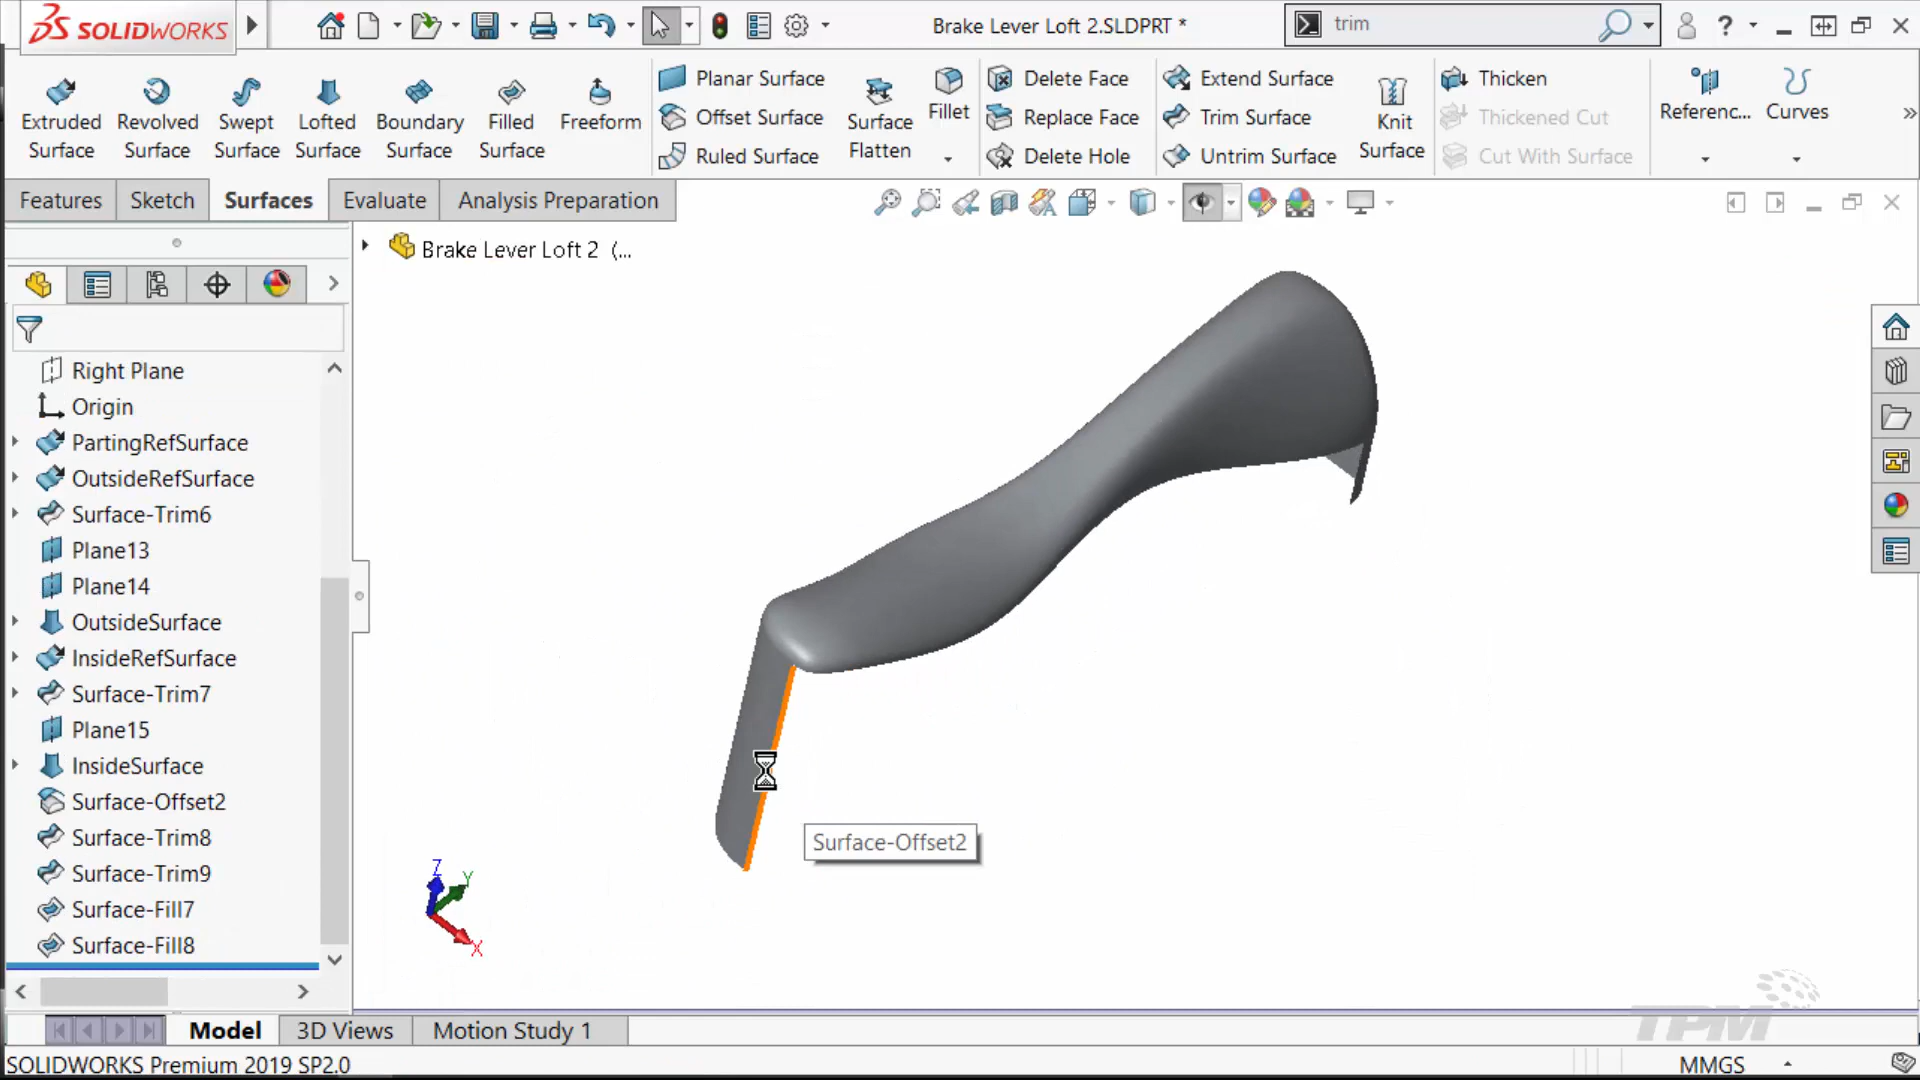 SOLIDWORKS
Brake Lever Loft 2.SLDPRT *
trim
?
Extruded Surface
Revolved Surface
Swept Surface
Lofted Surface
Boundary Surface
Filled Surface
Freeform
Planar Surface
Offset Surface
Ruled Surface
Surface Flatten
Fillet
Delete Face
Replace Face
Delete Hole
Extend Surface
Trim Surface
Untrim Surface
Knit Surface
Thicken
Thickened Cut
Cut With Surface
Referenc...
Curves
»
Features
Sketch
Surfaces
Evaluate
Analysis Preparation
Brake Lever Loft 2 (...
Right Plane
Origin
PartingRefSurface
OutsideRefSurface
Surface-Trim6
Plane13
Plane14
OutsideSurface
InsideRefSurface
Surface-Trim7
Plane15
InsideSurface
Surface-Offset2
Surface-Trim8
Surface-Trim9
Surface-Fill7
Surface-Fill8
Surface-Offset2
Z
Y
X
TPM
Model
3D Views
Motion Study 1
SOLIDWORKS Premium 2019 SP2.0
MMGS